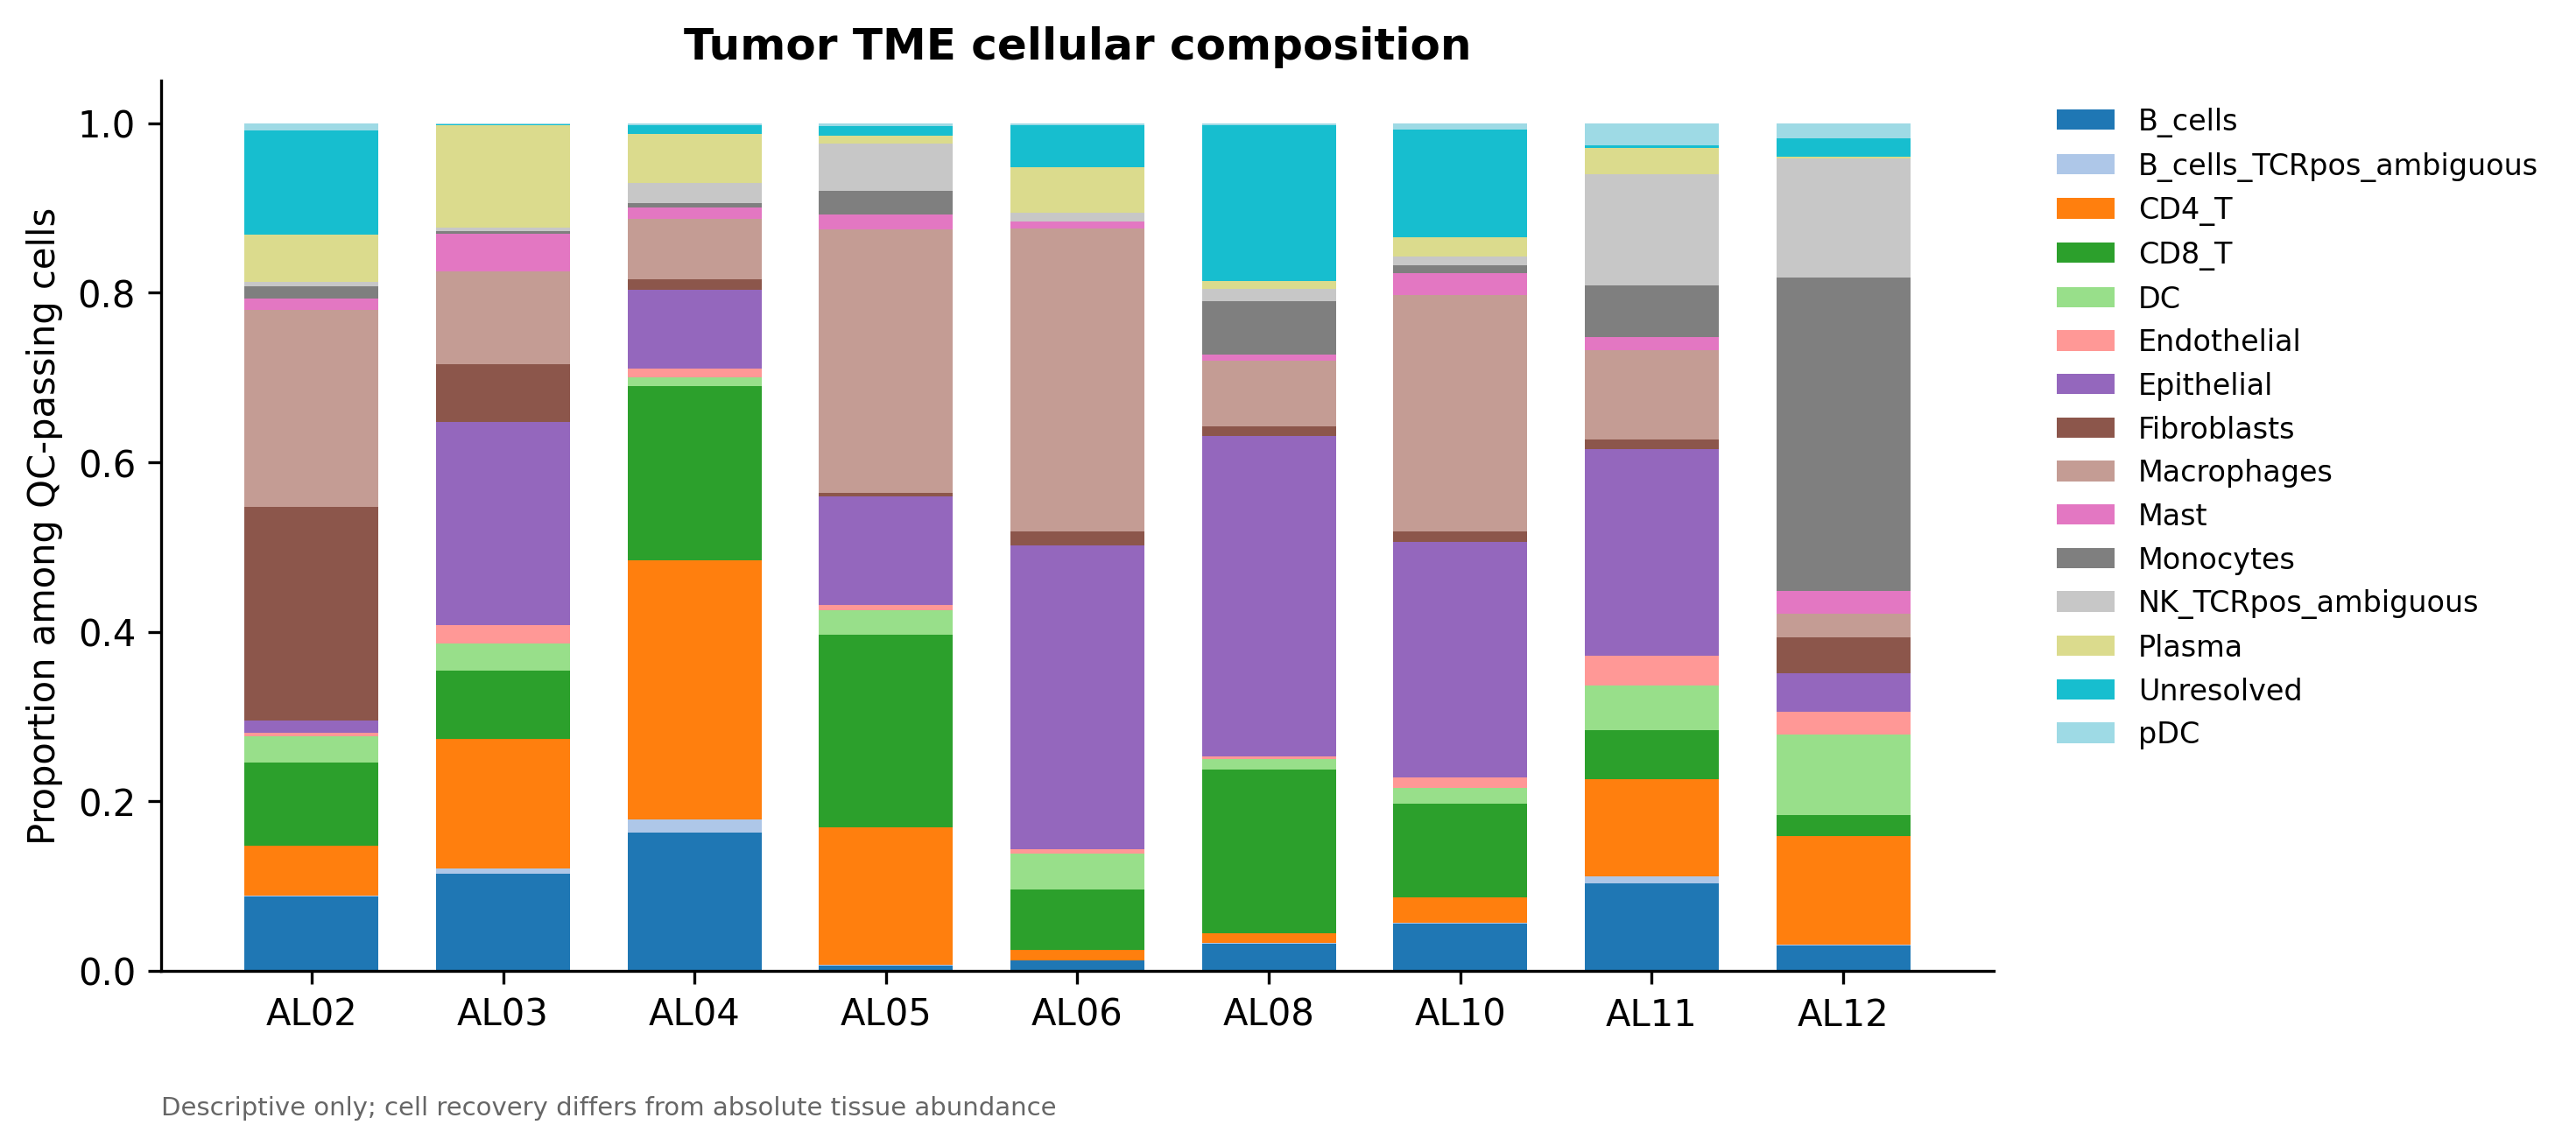 Tumor TME cellular composition
Proportion among QC-passing cells
1.0
0.8
0.6
0.4
0.2
0.0
AL02 AL03 AL04 AL05 AL06 AL08 AL10 AL11 AL12
B_cells
B_cells_TCRpos_ambiguous
CD4_T
CD8_T
DC
Endothelial
Epithelial
Fibroblasts
Macrophages
Mast
Monocytes
NK_TCRpos_ambiguous
Plasma
Unresolved
pDC
Descriptive only; cell recovery differs from absolute tissue abundance